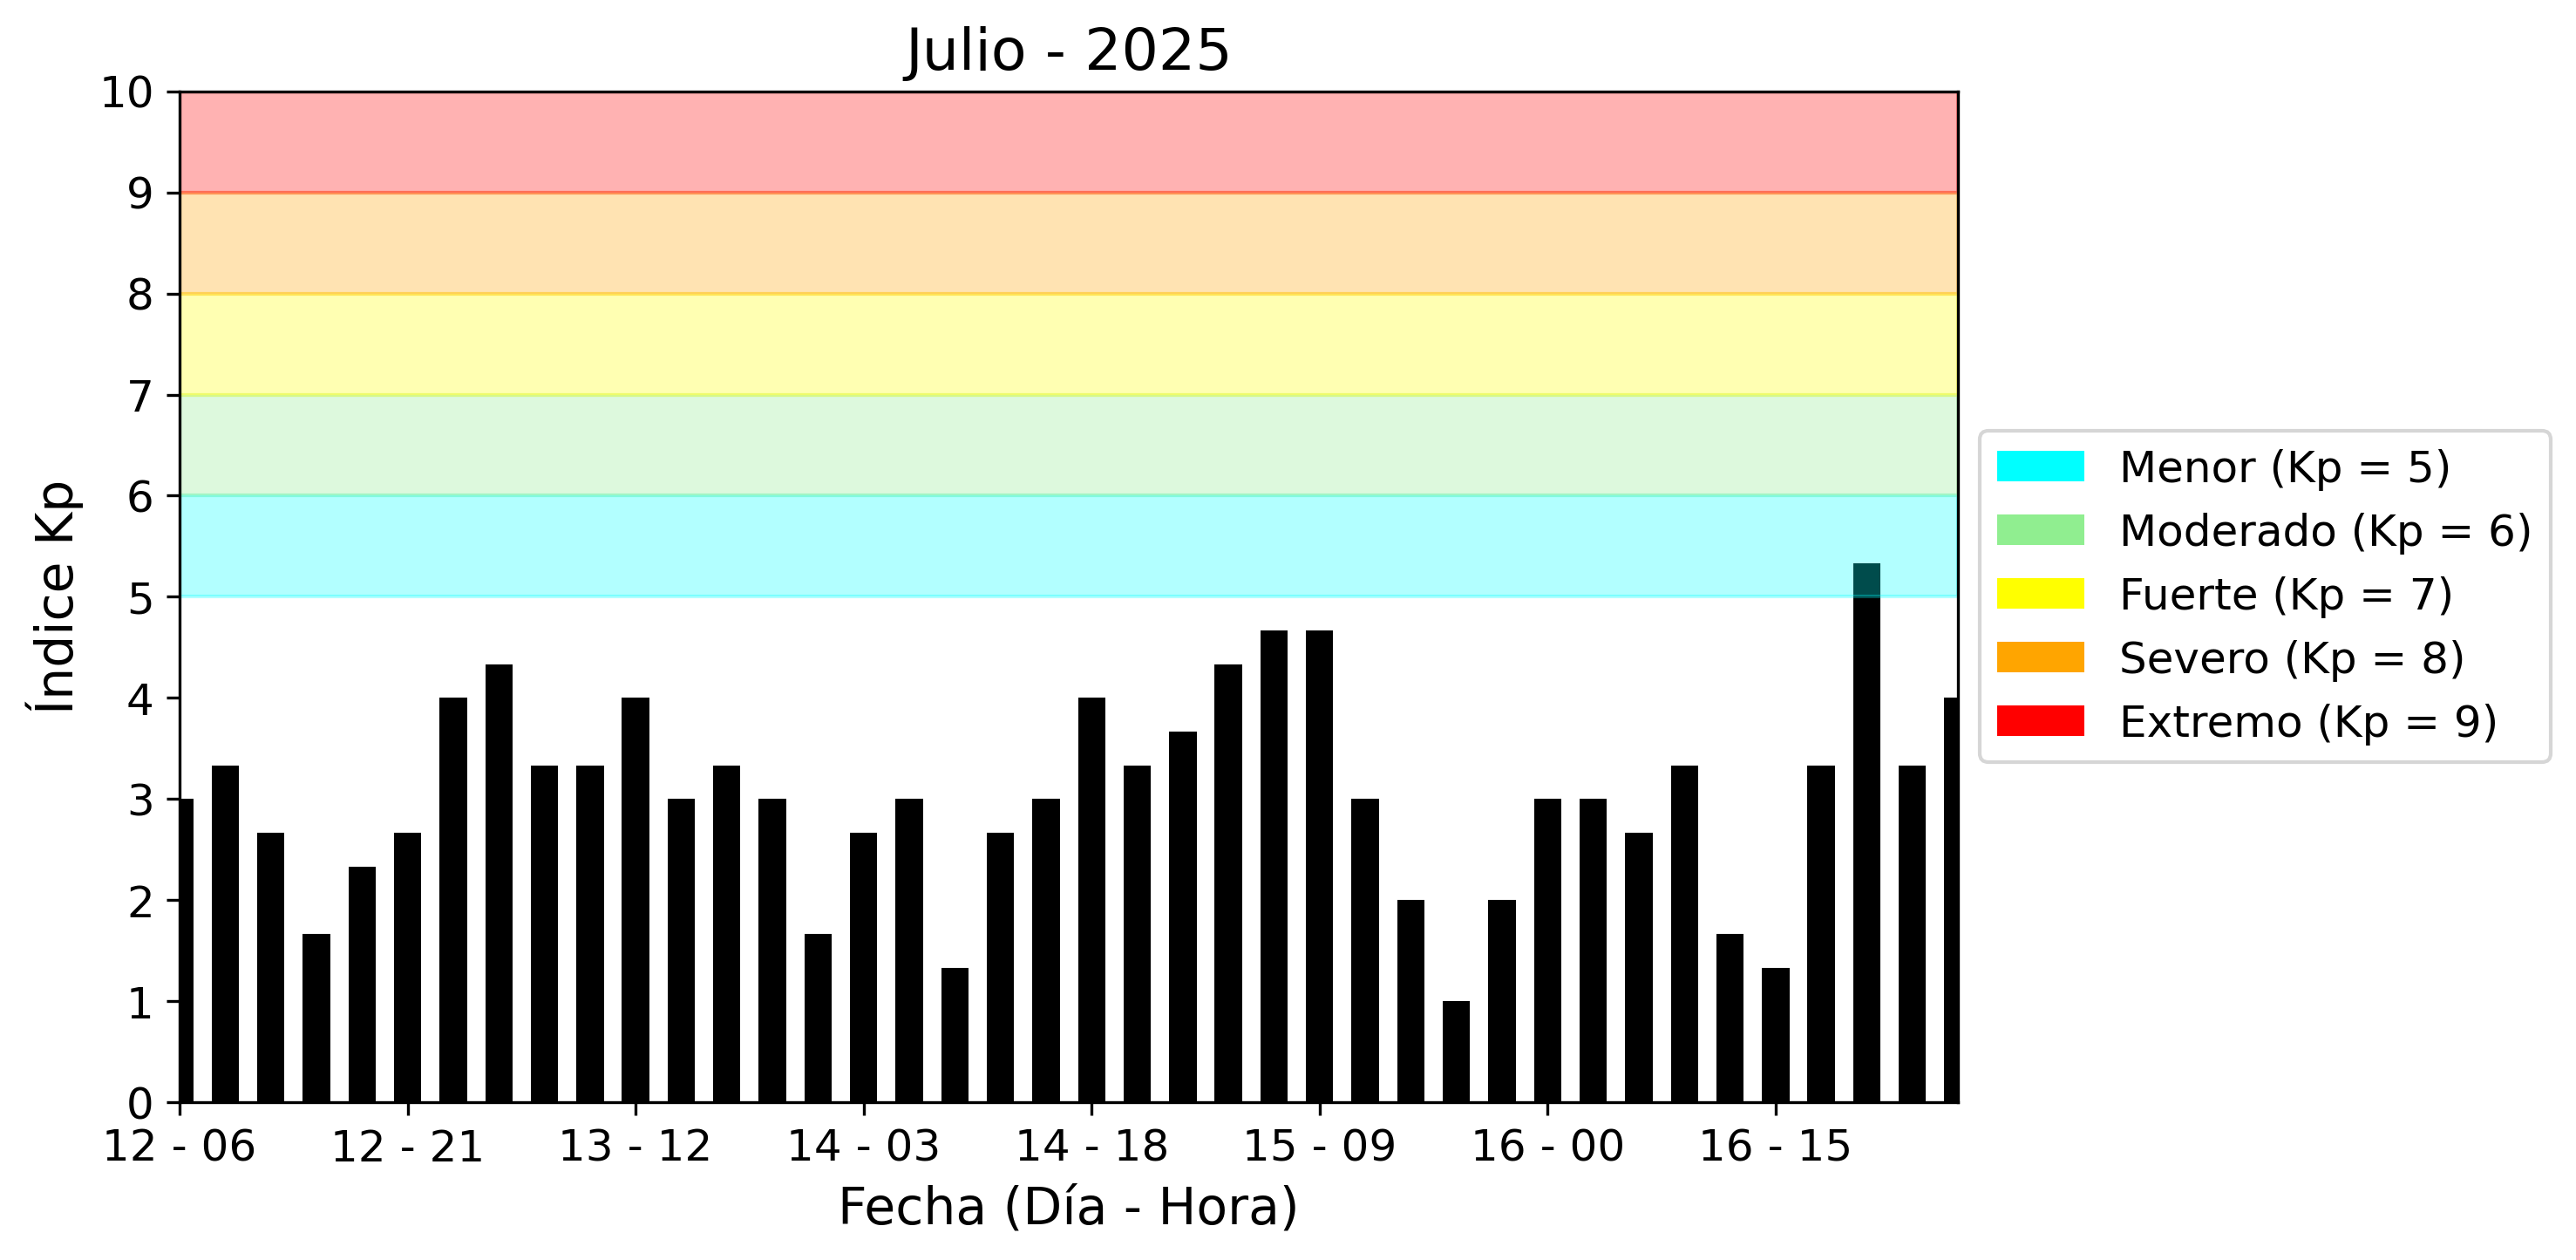 Julio - 2025
10
9
8
7
6
5
4
3
2
1
0
Índice Kp
12 - 06
12 - 21
13 - 12
14 - 03
14 - 18
15 - 09
16 - 00
16 - 15
Fecha (Día - Hora)
Menor (Kp = 5)
Moderado (Kp = 6)
Fuerte (Kp = 7)
Severo (Kp = 8)
Extremo (Kp = 9)